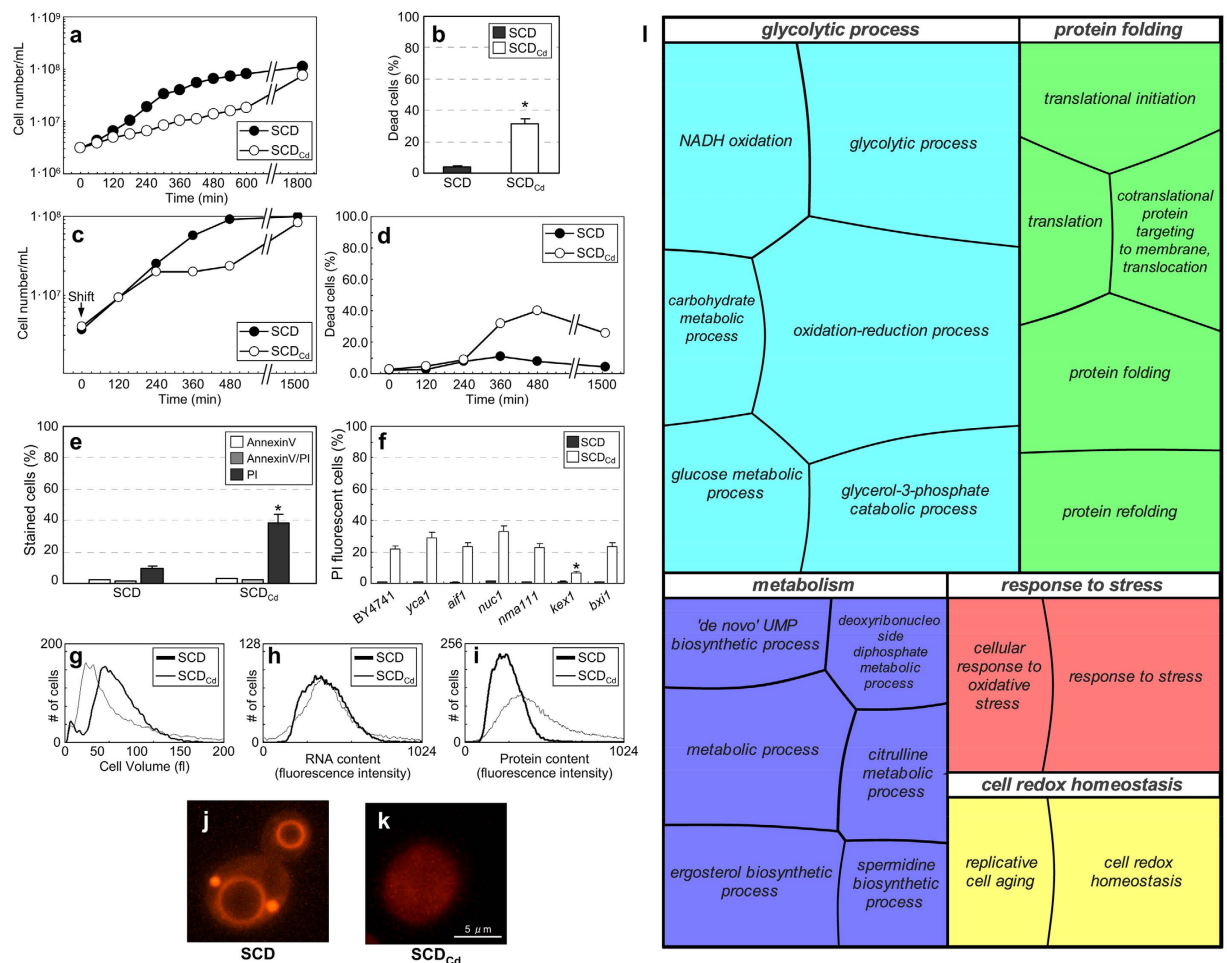 a
Cell number/mL
1·10⁹
1·10⁸
1·10⁷
1·10⁶
SCD
SCD_Cd
0 120 240 360 480 600 1800
Time (min)
b
Dead cells (%)
100
80
60
40
20
0
SCD
SCD_Cd
*
SCD SCD_Cd
c
Cell number/mL
1·10⁸
1·10⁷
Shift
SCD
SCD_Cd
0 120 240 360 480 1500
Time (min)
d
Dead cells (%)
100.0
80.0
60.0
40.0
20.0
0.0
SCD
SCD_Cd
0 120 240 360 480 1500
Time (min)
e
Stained cells (%)
100
80
60
40
20
0
AnnexinV
AnnexinV/PI
PI
*
SCD SCD_Cd
f
PI fluorescent cells (%)
100
80
60
40
20
0
SCD
SCD_Cd
*
BY4741 yca1 aif1 nuc1 nma111 kex1 bxi1
g
# of cells
200
0
SCD
SCD_Cd
0 50 100 200
Cell Volume (fl)
h
# of cells
128
0
SCD
SCD_Cd
0 1024
RNA content
(fluorescence intensity)
i
# of cells
256
0
SCD
SCD_Cd
0 1024
Protein content
(fluorescence intensity)
j
SCD
k
5 μm
SCD_Cd
l
glycolytic process
NADH oxidation
glycolytic process
carbohydrate
metabolic
process
oxidation-reduction process
glucose metabolic
process
glycerol-3-phosphate
catabolic process
protein folding
translational initiation
translation
cotranslational
protein
targeting
to membrane,
translocation
protein folding
protein refolding
metabolism
'de novo' UMP
biosynthetic process
deoxyribonucleo
side
diphosphate
metabolic
process
metabolic process
citrulline
metabolic
process
ergosterol biosynthetic
process
spermidine
biosynthetic
process
response to stress
cellular
response to
oxidative
stress
response to stress
cell redox homeostasis
replicative
cell aging
cell redox
homeostasis